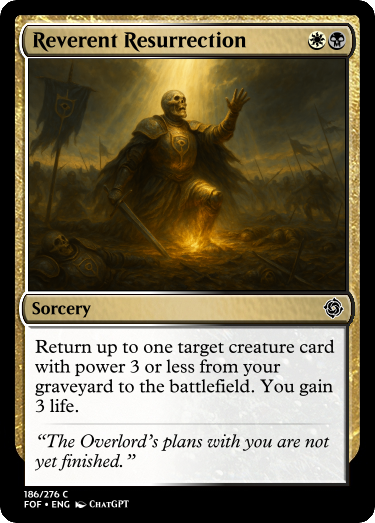 Reverent Resurrection
Sorcery
Return up to one target creature card
with power 3 or less from your
graveyard to the battlefield. You gain
3 life.
“The Overlord’s plans with you are not
yet finished.”
186/276 C
FOF • ENG ChatGPT